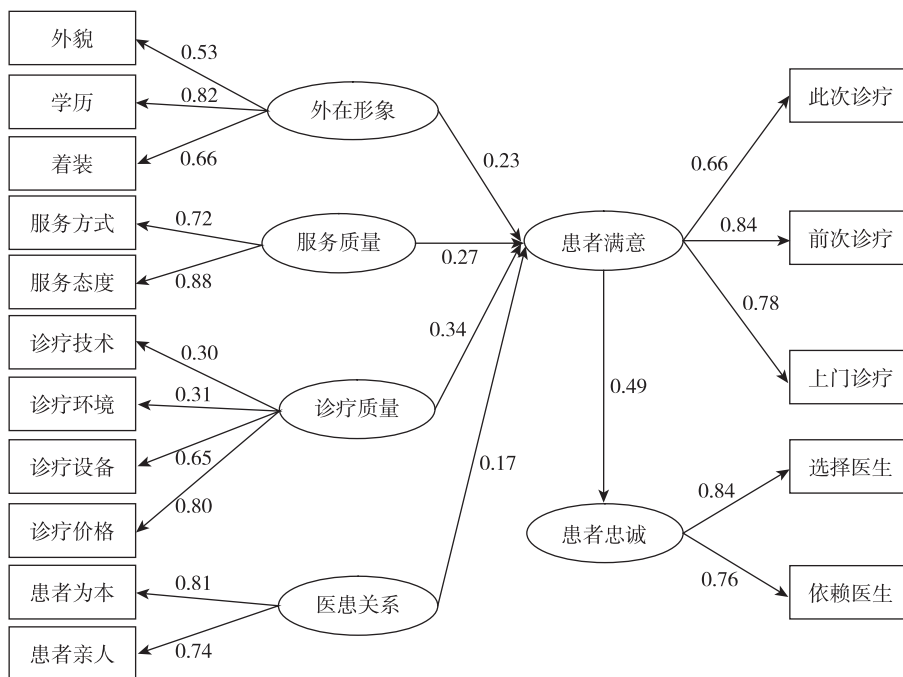 外貌
0.53
学历
0.82
外在形象
着装
0.66
0.23
服务方式
0.72
服务质量
0.27
服务态度
0.88
诊疗技术
0.30
诊疗环境
0.31
诊疗质量
0.34
诊疗设备
0.65
诊疗价格
0.80
患者为本
0.81
医患关系
0.17
患者亲人
0.74
患者满意
0.66
此次诊疗
0.84
前次诊疗
0.78
上门诊疗
0.49
患者忠诚
0.84
选择医生
0.76
依赖医生